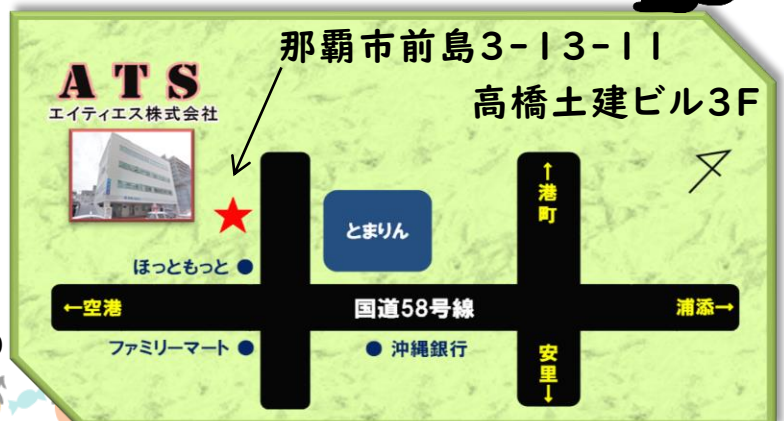 那覇市前島3-13-11
高橋土建ビル3F
ATS
エイティエス株式会社
↑港町
とまりん
ほっともっと
←空港
国道58号線
浦添→
ファミリーマート
沖縄銀行
安里↓